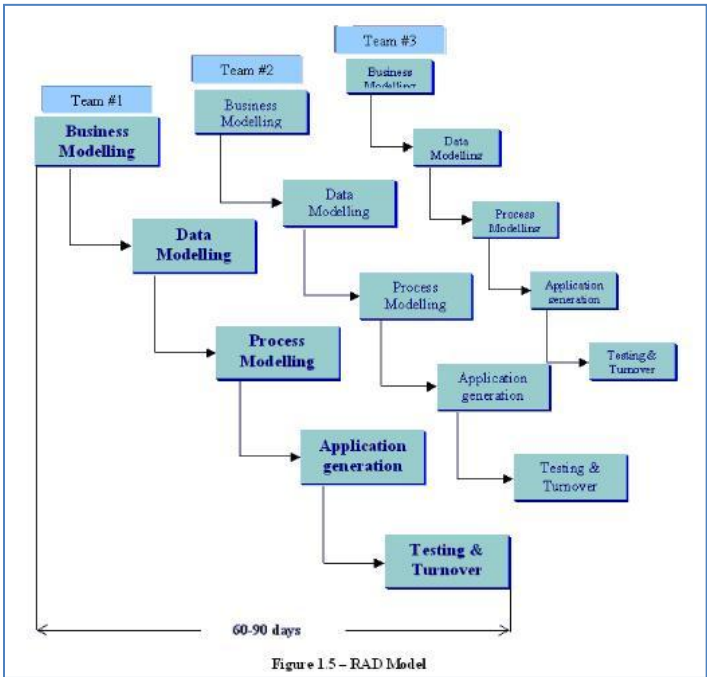 Team #1
Business
Modelling
Data
Modelling
Process
Modelling
Application
generation
Testing &
Turnover
Team #2
Business
Modelling
Data
Modelling
Process
Modelling
Application
generation
Testing &
Turnover
Team #3
Business
Modelling
Data
Modelling
Process
Modelling
Application
generation
Testing &
Turnover
60-90 days
Figure 1.5 – RAD Model